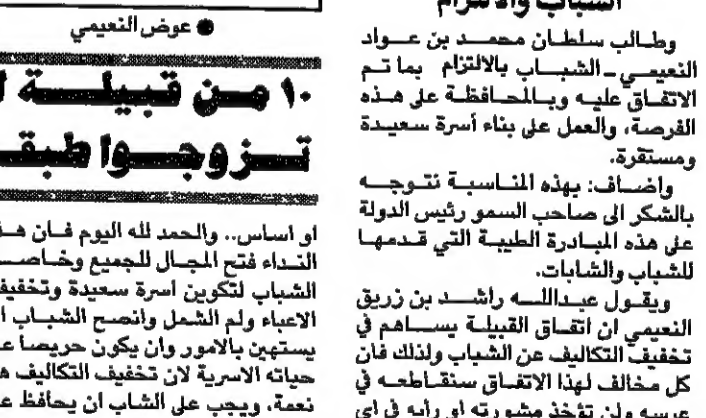 الشباب والالتزام
وطالب سلطان محمد بن عواد
النعيمي ـ الشباب بالالتزام بما تم
الاتفاق عليه وبالمحافظة على هذه
الفرصة، والعمل على بناء أسرة سعيدة
ومستقرة.
واضاف: بهذه المناسبة نتوجه
بالشكر الى صاحب السمو رئيس الدولة
على هذه المبادرة الطيبة التي قدمها
للشباب والشابات.
ويقول عبدالله راشد بن زريق
النعيمي ان اتفاق القبيلة يساهم في
تخفيف التكاليف عن الشباب ولذلك فان
كل مخالف لهذا الاتفاق سنقاطعه في
عرسه ولن تؤخذ مشورته او رأيه في اي
● عوض النعيمي
١٠ من قبيلة
تزوجوا طبقـ
او اساس.. والحمد لله اليوم فان هـ
النداء فتح المجال للجميع وخاصـ
الشباب لتكوين اسرة سعيدة وتخفيف
الاعباء ولم الشمل وانصح الشباب
يستهين بالامور وان يكون حريصا
حياته الاسرية لان تخفيف التكاليف
نعمة، ويجب على الشاب ان يحافظ